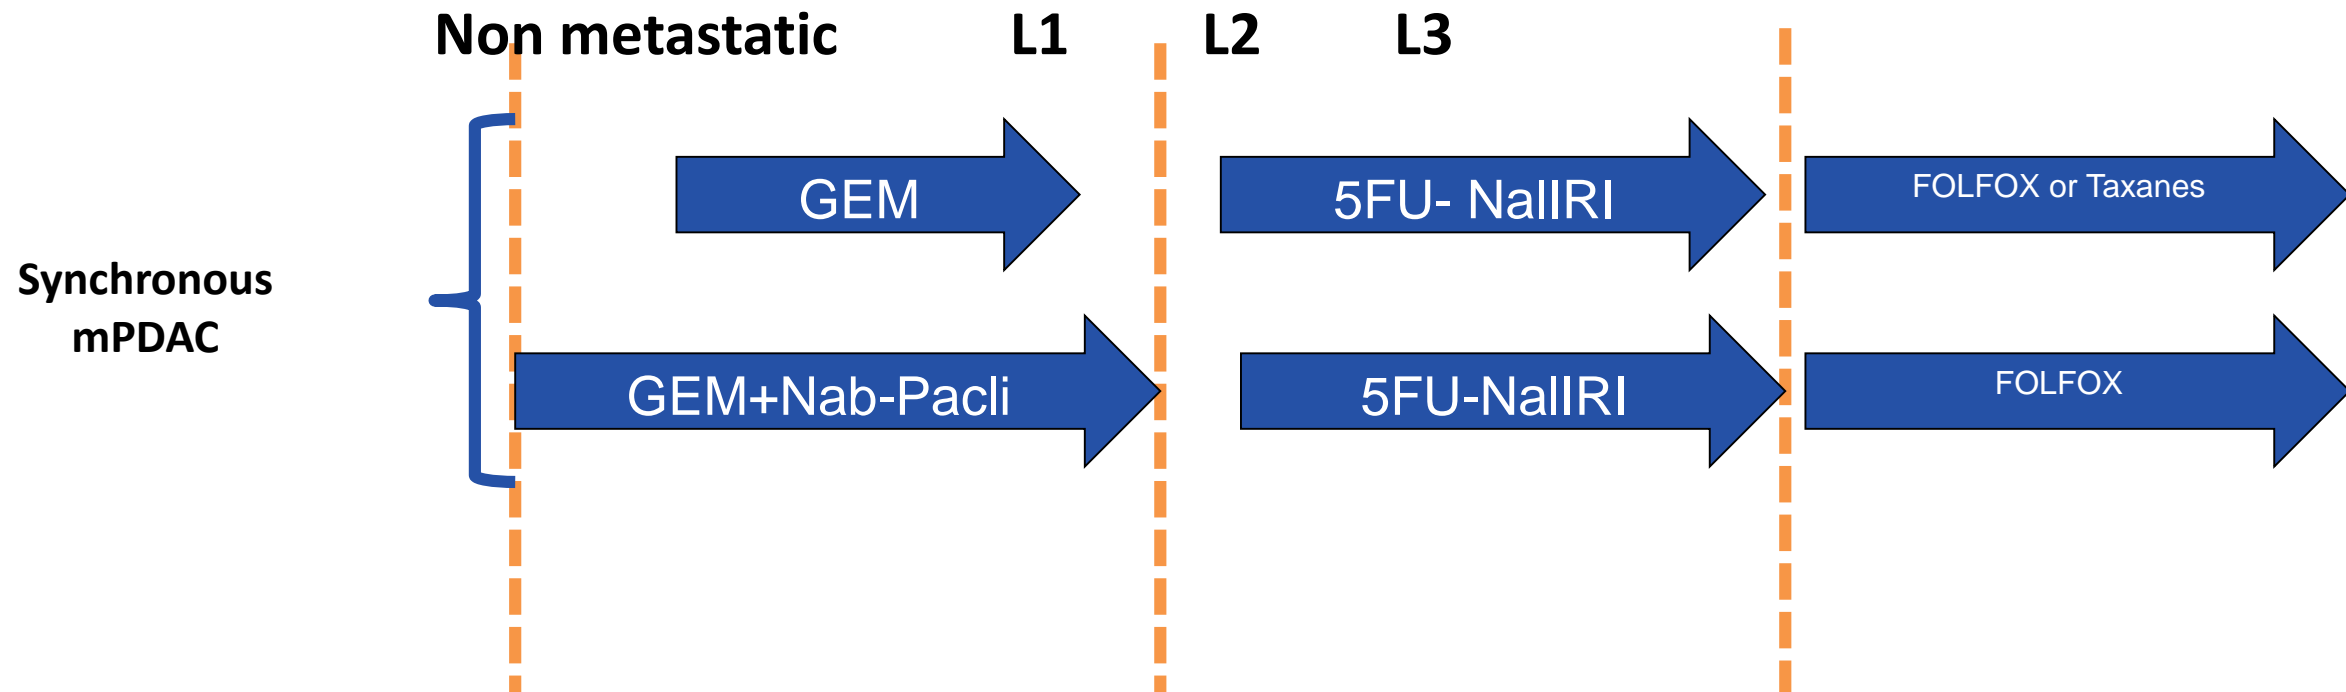 Non metastatic L1 L2 L3
GEM
5FU- NalIRI
FOLFOX or Taxanes
Synchronous
mPDAC
GEM+Nab-Pacli
5FU-NalIRI
FOLFOX